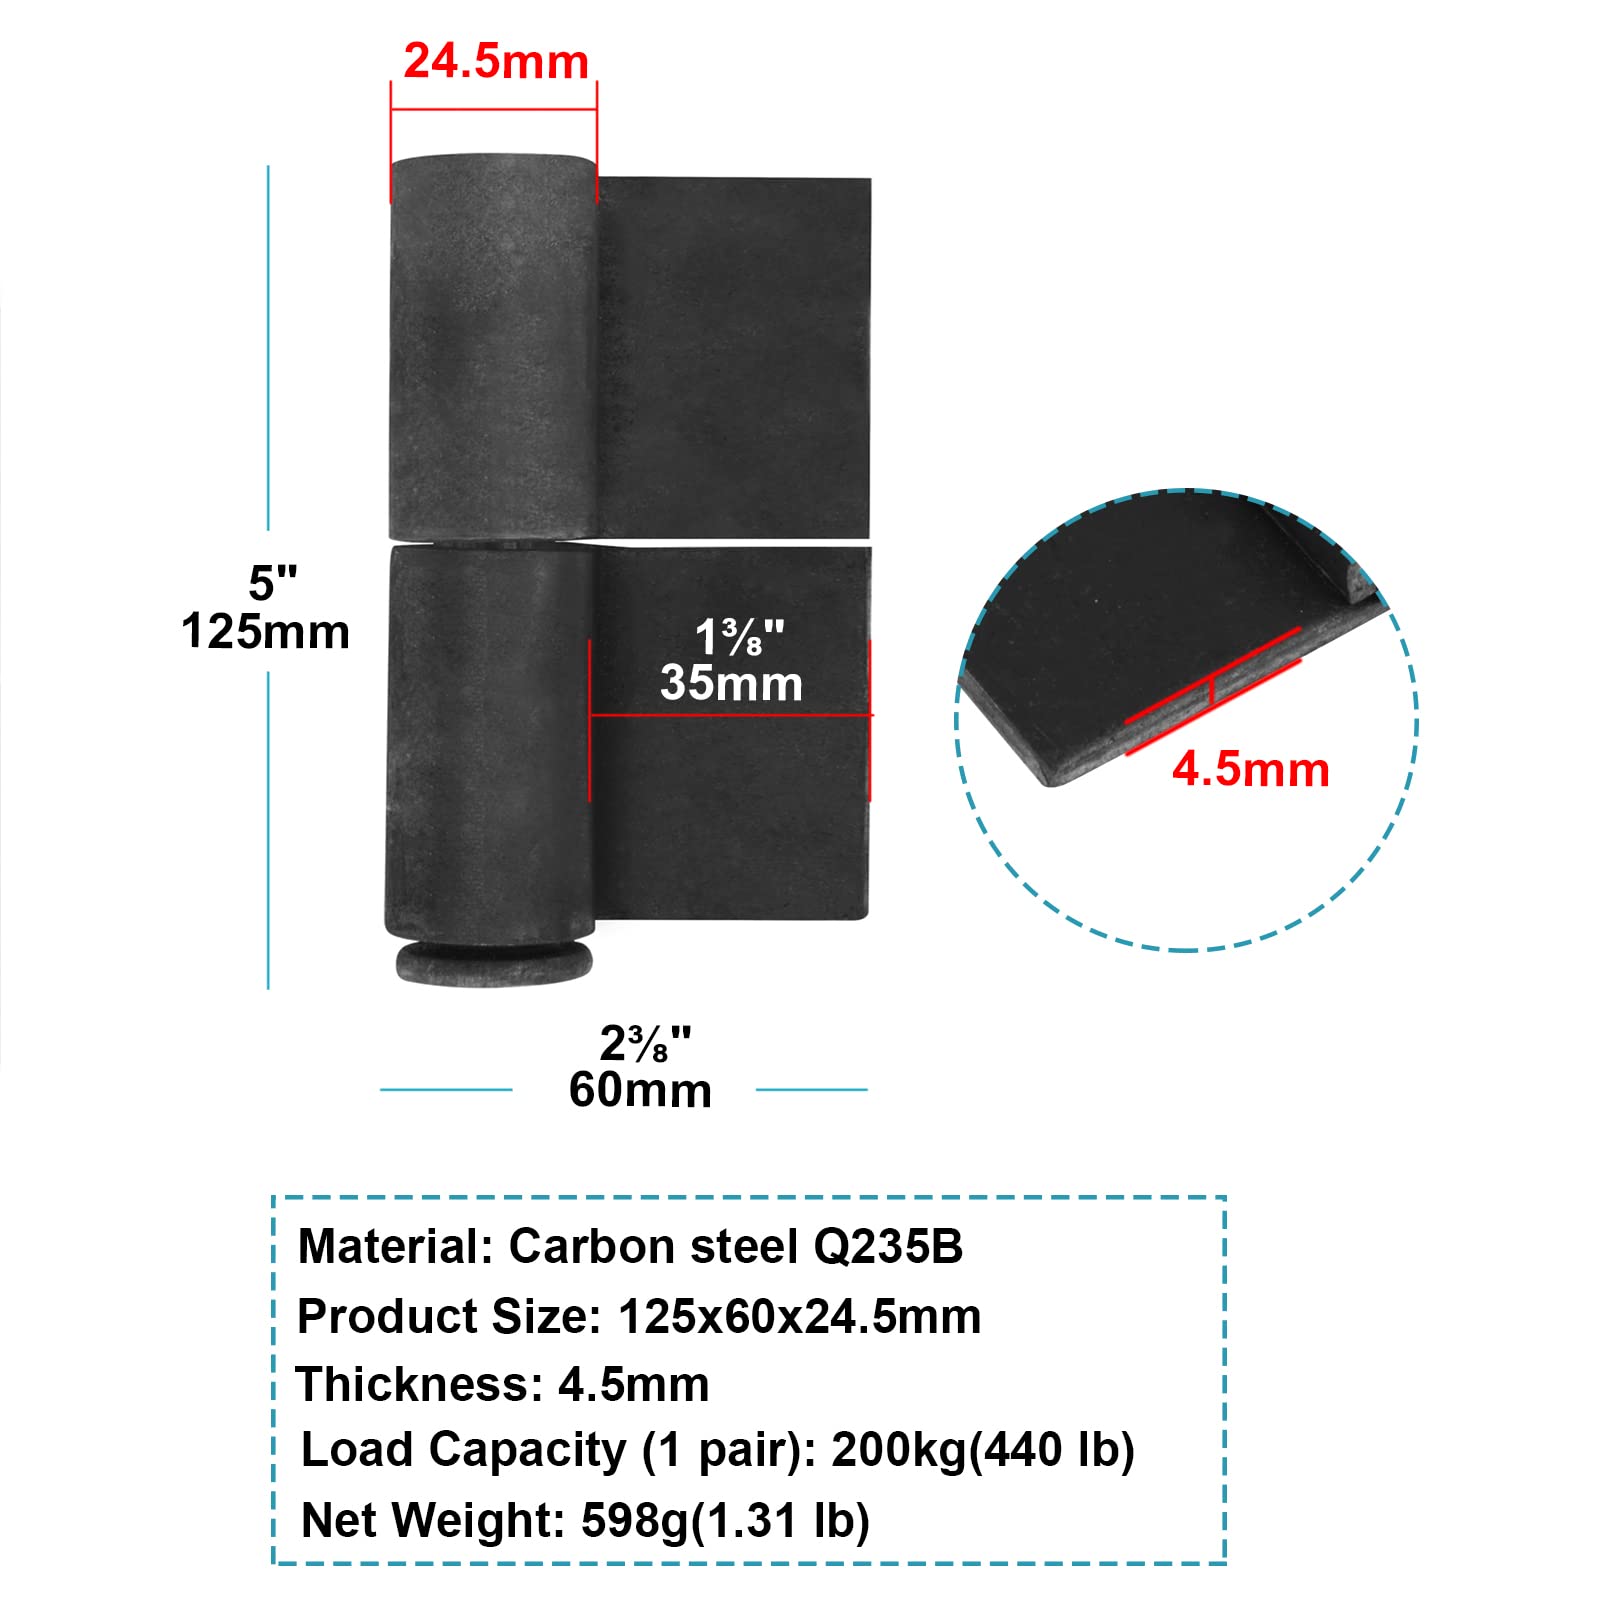 24.5mm
5"
125mm
1⅜"
35mm
4.5mm
2⅜"
60mm
Material: Carbon steel Q235B
Product Size: 125x60x24.5mm
Thickness: 4.5mm
Load Capacity (1 pair): 200kg(440 lb)
Net Weight: 598g(1.31 lb)